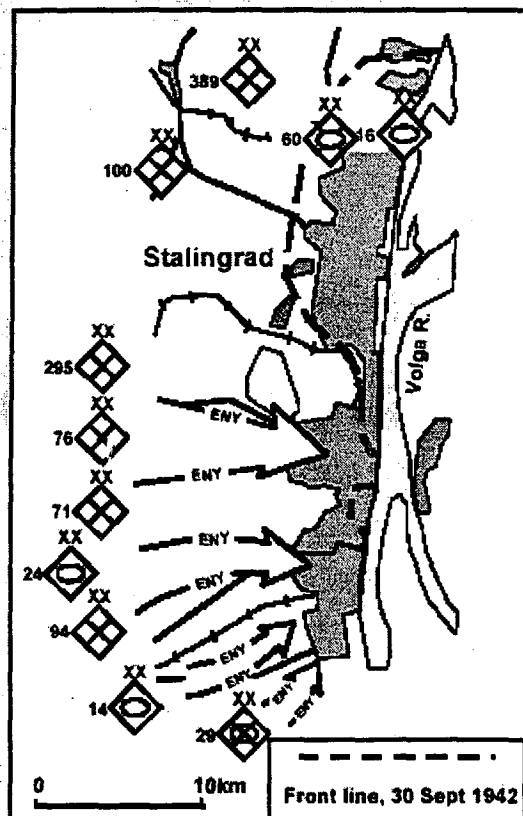 XX
389
XX
60
XX
16
XX
100
Stalingrad
XX
295
Volga R.
XX
76
ENY
ENY
XX
71
XX
24
ENY
XX
94
ENY
ENY
ENY
ENY
ENY
XX
14
XX
29
0 10km
Front line, 30 Sept 1942